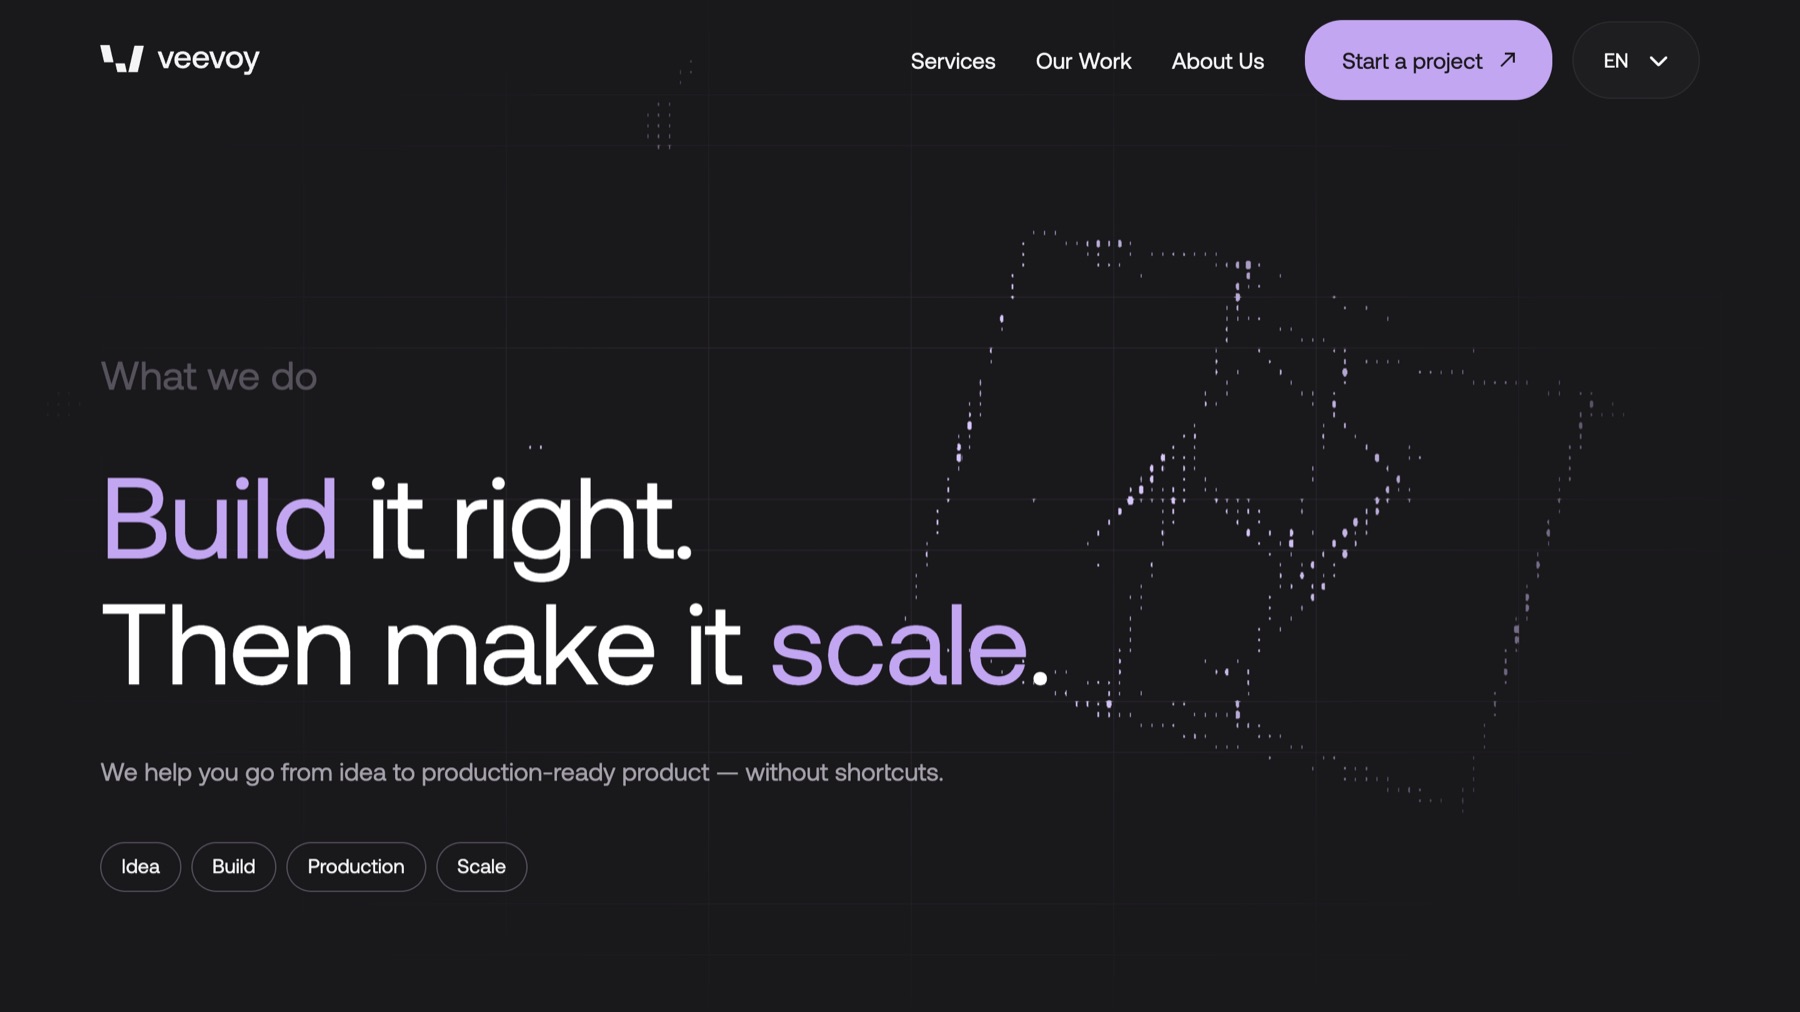 veevoy
Services
Our Work
About Us
Start a project
EN
What we do
Build it right.
Then make it scale.
We help you go from idea to production-ready product — without shortcuts.
Idea
Build
Production
Scale